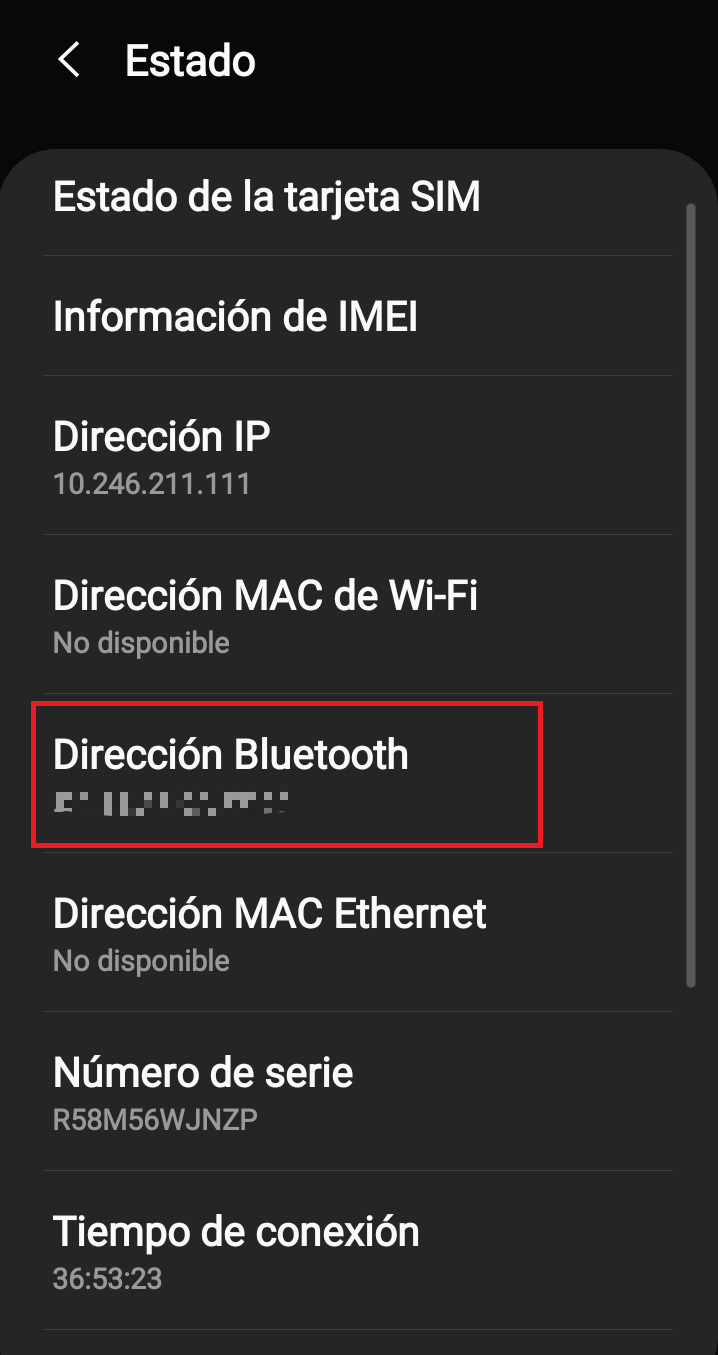 Estado
Estado de la tarjeta SIM
Información de IMEI
Dirección IP
10.246.211.111
Dirección MAC de Wi-Fi
No disponible
Dirección Bluetooth
Dirección MAC Ethernet
No disponible
Número de serie
R58M56WJNZP
Tiempo de conexión
36:53:23